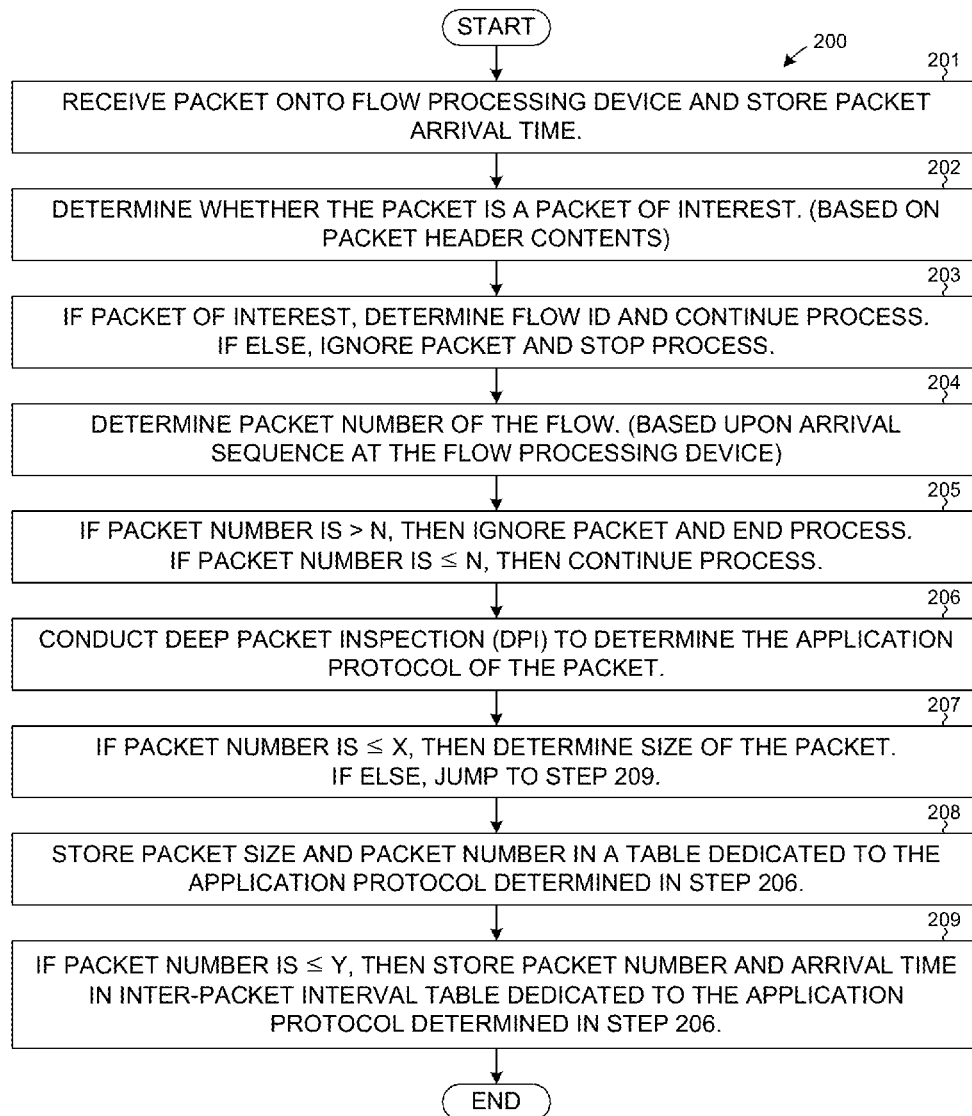 START
200
201
RECEIVE PACKET ONTO FLOW PROCESSING DEVICE AND STORE PACKET
ARRIVAL TIME.
202
DETERMINE WHETHER THE PACKET IS A PACKET OF INTEREST. (BASED ON
PACKET HEADER CONTENTS)
203
IF PACKET OF INTEREST, DETERMINE FLOW ID AND CONTINUE PROCESS.
IF ELSE, IGNORE PACKET AND STOP PROCESS.
204
DETERMINE PACKET NUMBER OF THE FLOW. (BASED UPON ARRIVAL
SEQUENCE AT THE FLOW PROCESSING DEVICE)
205
IF PACKET NUMBER IS > N, THEN IGNORE PACKET AND END PROCESS.
IF PACKET NUMBER IS ≤ N, THEN CONTINUE PROCESS.
206
CONDUCT DEEP PACKET INSPECTION (DPI) TO DETERMINE THE APPLICATION
PROTOCOL OF THE PACKET.
207
IF PACKET NUMBER IS ≤ X, THEN DETERMINE SIZE OF THE PACKET.
IF ELSE, JUMP TO STEP 209.
208
STORE PACKET SIZE AND PACKET NUMBER IN A TABLE DEDICATED TO THE
APPLICATION PROTOCOL DETERMINED IN STEP 206.
209
IF PACKET NUMBER IS ≤ Y, THEN STORE PACKET NUMBER AND ARRIVAL TIME
IN INTER-PACKET INTERVAL TABLE DEDICATED TO THE APPLICATION
PROTOCOL DETERMINED IN STEP 206.
END